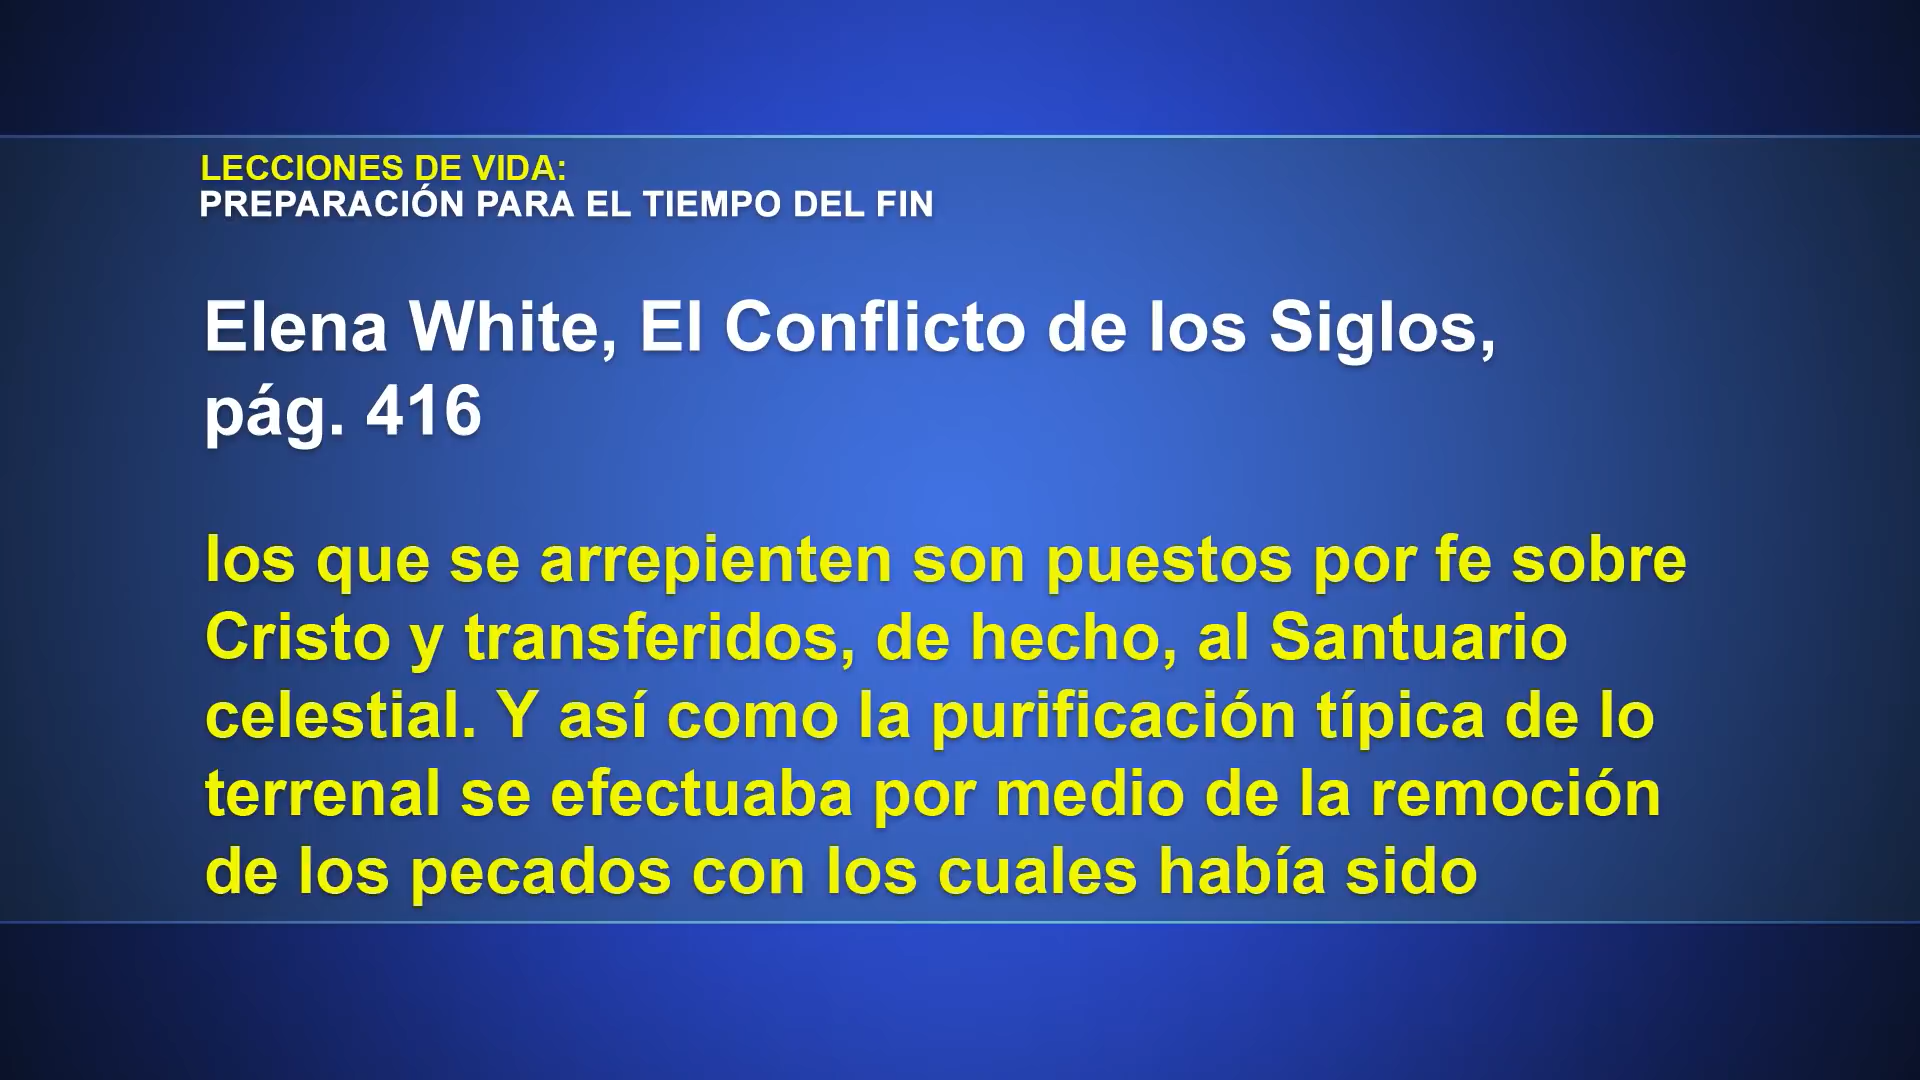 LECCIONES DE VIDA:
PREPARACIÓN PARA EL TIEMPO DEL FIN
Elena White, El Conflicto de los Siglos,
pág. 416
los que se arrepienten son puestos por fe sobre
Cristo y transferidos, de hecho, al Santuario
celestial. Y así como la purificación típica de lo
terrenal se efectuaba por medio de la remoción
de los pecados con los cuales había sido